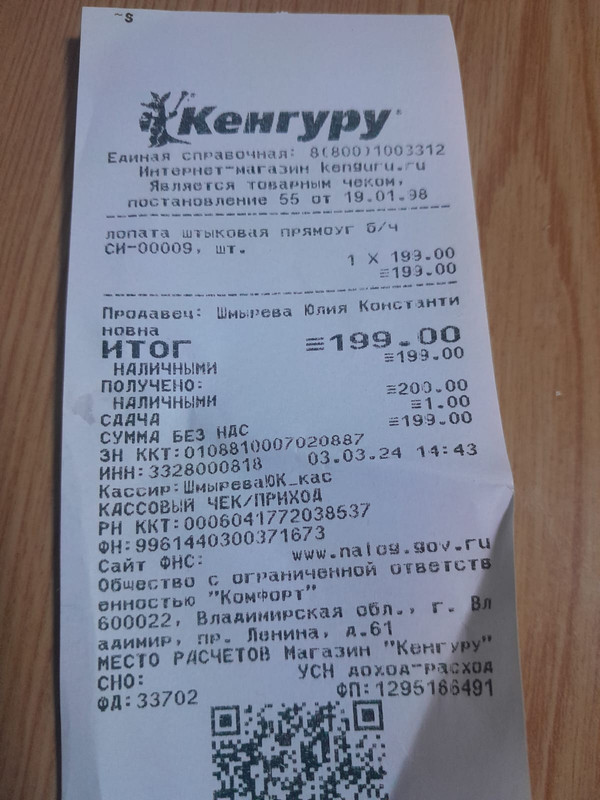 Кенгуру
Единая справочная: 8(800)1003312
Интернет-магазин kenguru.ru
Является товарным чеком,
постановление 55 от 19.01.98
лопата штыковая прямоуг б/ч
СИ-00009, шт.
1 X 199.00
≡199.00
Продавец: Шмырева Юлия Константи
новна
ИТОГ ≡199.00
НАЛИЧНЫМИ ≡199.00
ПОЛУЧЕНО:
НАЛИЧНЫМИ ≡200.00
СДАЧА ≡1.00
СУММА БЕЗ НДС ≡199.00
ЗН ККТ:0108810007020887
ИНН:3328000818 03.03.24 14:43
Кассир:ШмыреваЮК_кас
КАССОВЫЙ ЧЕК/ПРИХОД
РН ККТ:0006041772038537
ФН:9961440300371673
Сайт ФНС: www.nalog.gov.ru
Общество с ограниченной ответств
енностью "Комфорт"
600022, Владимирская обл., г. Вл
адимир, пр. Ленина, д.61
МЕСТО РАСЧЕТОВ Магазин "Кенгуру"
СНО: УСН доход-расход
ФД:33702 ФП:1295166491